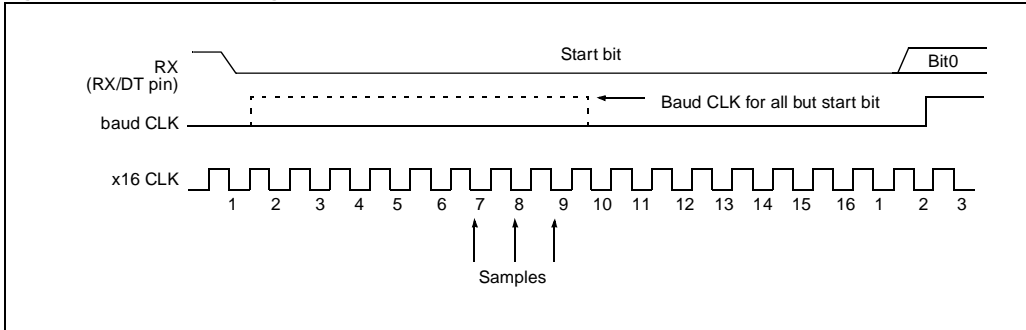 Start bit
Bit0
RX
(RX/DT pin)
Baud CLK for all but start bit
baud CLK
x16 CLK
1 2 3 4 5 6 7 8 9 10 11 12 13 14 15 16 1 2 3
Samples